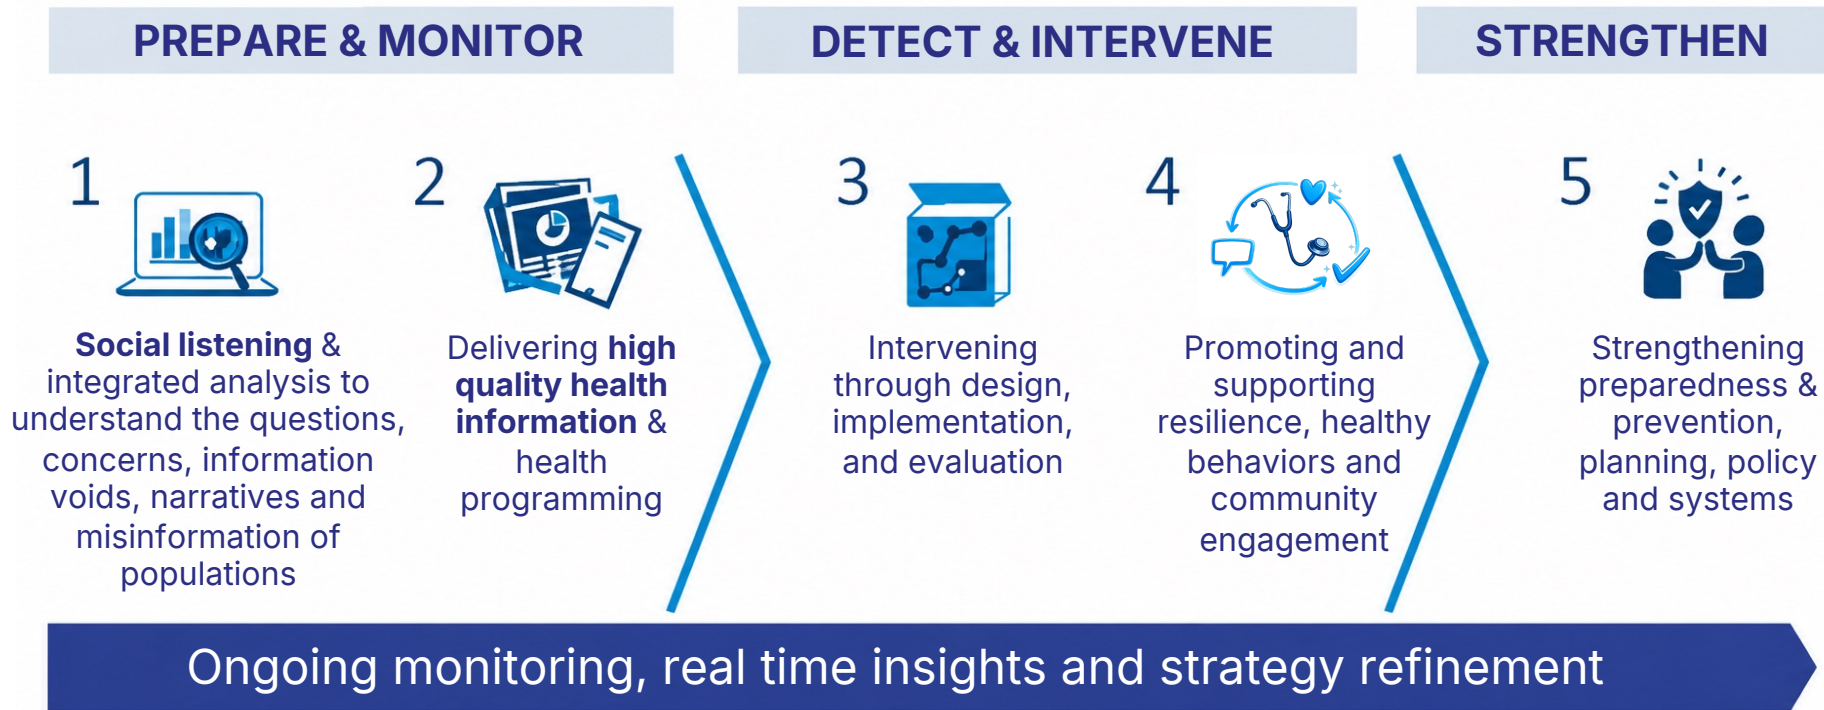 PREPARE & MONITOR
DETECT & INTERVENE
STRENGTHEN
1
Social listening &
integrated analysis to
understand the questions,
concerns, information
voids, narratives and
misinformation of
populations
2
Delivering high
quality health
information &
health
programming
3
Intervening
through design,
implementation,
and evaluation
4
Promoting and
supporting
resilience, healthy
behaviors and
community
engagement
5
Strengthening
preparedness &
prevention,
planning, policy
and systems
Ongoing monitoring, real time insights and strategy refinement